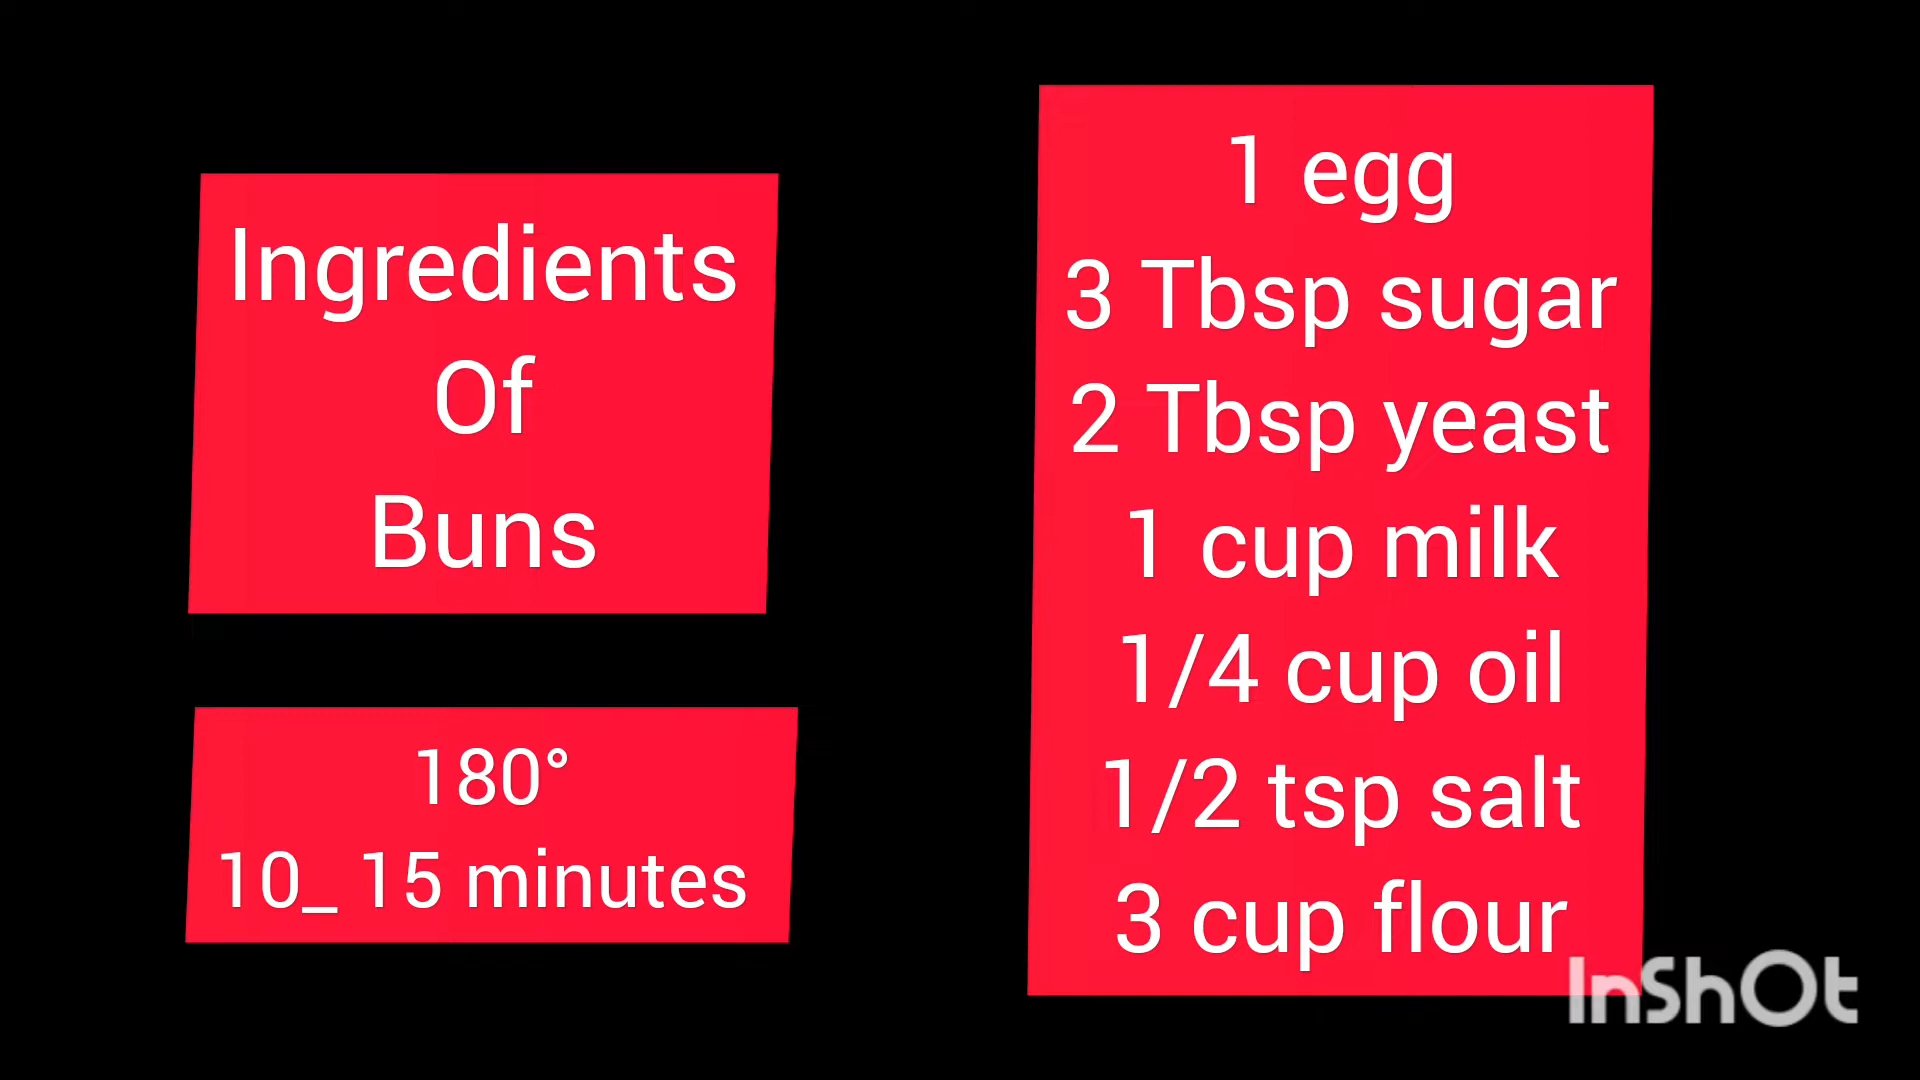 Ingredients
Of
Buns
180°
10_ 15 minutes
1 egg
3 Tbsp sugar
2 Tbsp yeast
1 cup milk
1/4 cup oil
1/2 tsp salt
3 cup flour
InShOt